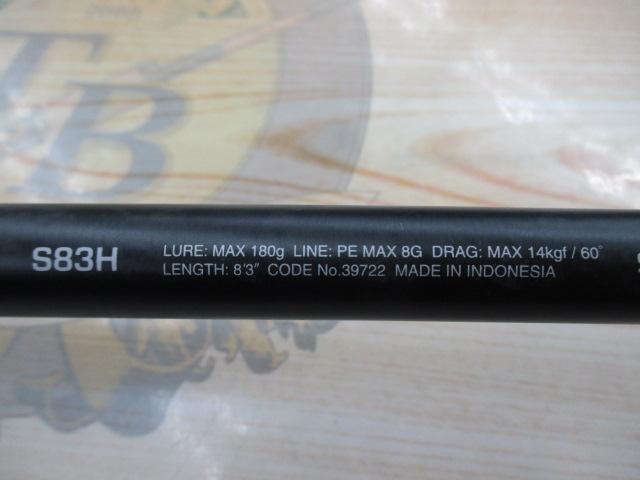 TB
S83H
LURE: MAX 180g LINE: PE MAX 8G DRAG: MAX 14kgf / 60°
LENGTH: 8'3" CODE No.39722 MADE IN INDONESIA